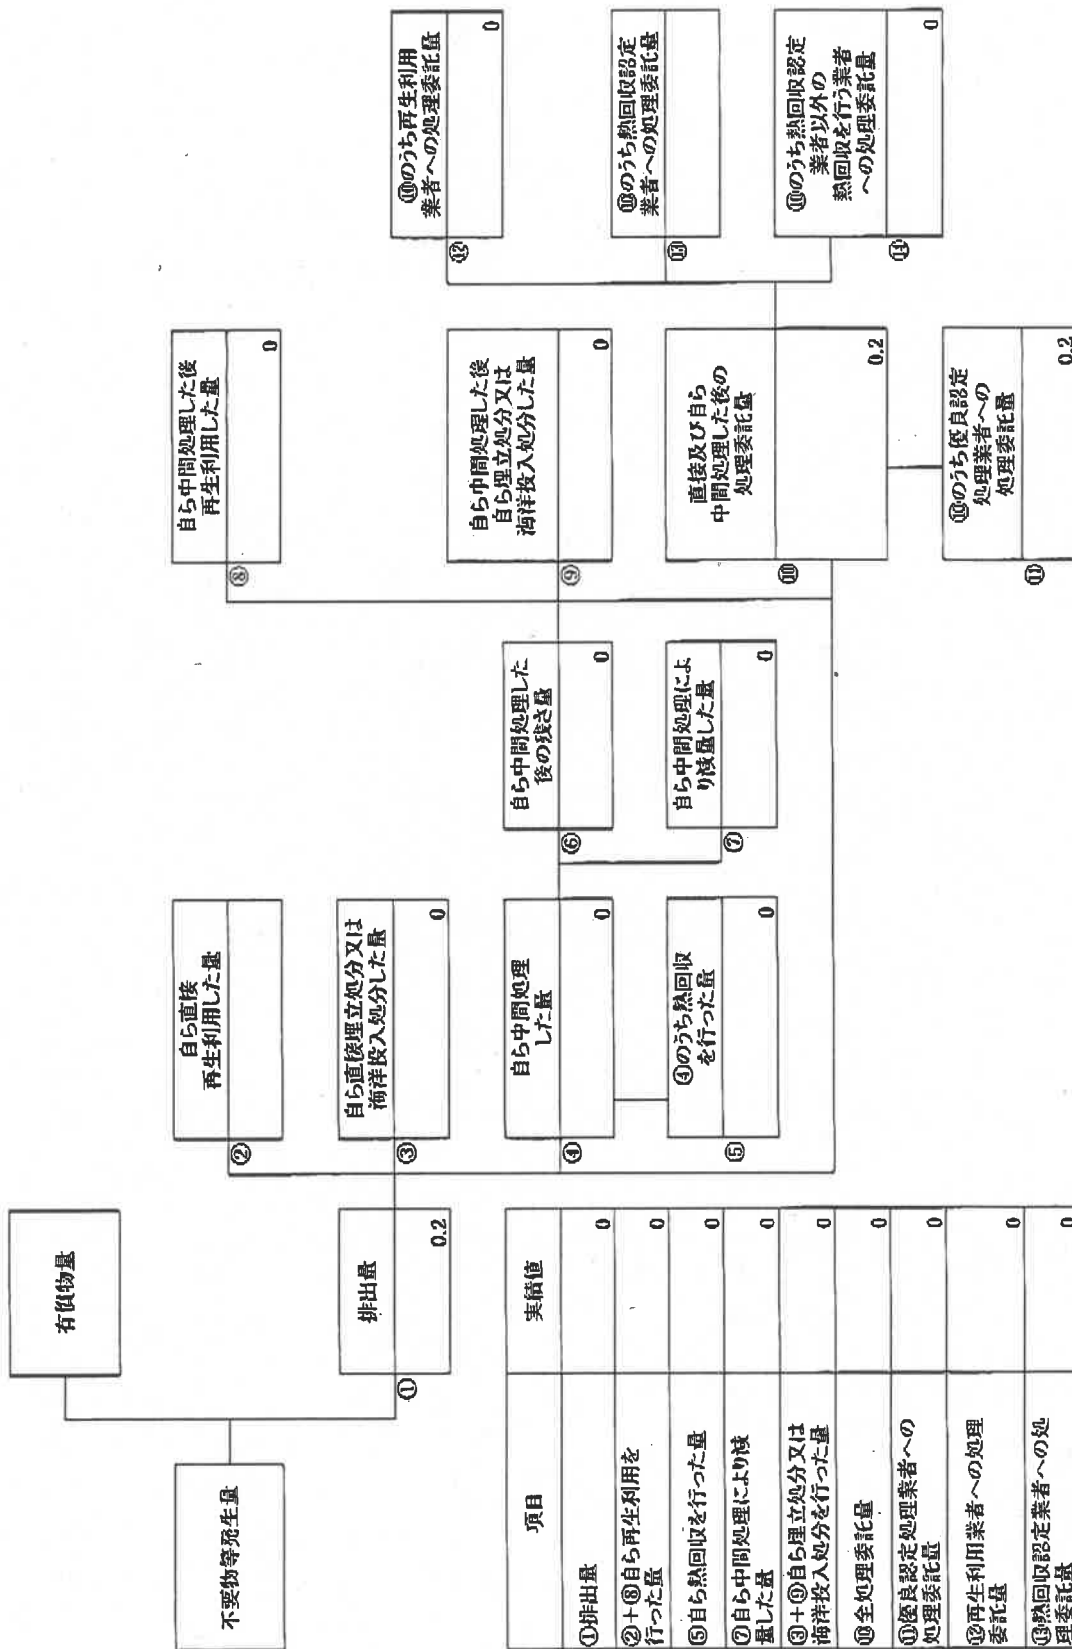 不要物等発生量
有償物量
①
排出量
0.2
②
自ら直接
再生利用した量
③
自ら直接埋立処分又は
海洋投入処分した量
0
④
自ら中間処理
した量
0
⑤
④のうち熱回収
を行った量
0
⑥
自ら中間処理した
後の残さ量
0
⑦
自ら中間処理によ
り減量した量
0
⑧
自ら中間処理した後
再生利用した量
0
⑨
自ら中間処理した後
自ら埋立処分又は
海洋投入処分した量
0
⑩
直接及び自ら
中間処理した後の
処理委託量
0.2
⑪
⑩のうち優良認定
処理業者への
処理委託量
0.2
⑫
⑩のうち再生利用
業者への処理委託量
0
⑬
⑩のうち熱回収認定
業者への処理委託量
⑭
⑩のうち熱回収認定
業者以外の
熱回収を行う業者
への処理委託量
0
項目 実績値
①排出量 0
②+⑧自ら再生利用を
行った量 0
⑤自ら熱回収を行った量 0
⑦自ら中間処理により減
量した量 0
③+⑨自ら埋立処分又は
海洋投入処分を行った量 0
⑩全処理委託量 0
⑪優良認定処理業者への
処理委託量 0
⑫再生利用業者への処理
委託量 0
⑬熱回収認定業者への処
理委託量 0